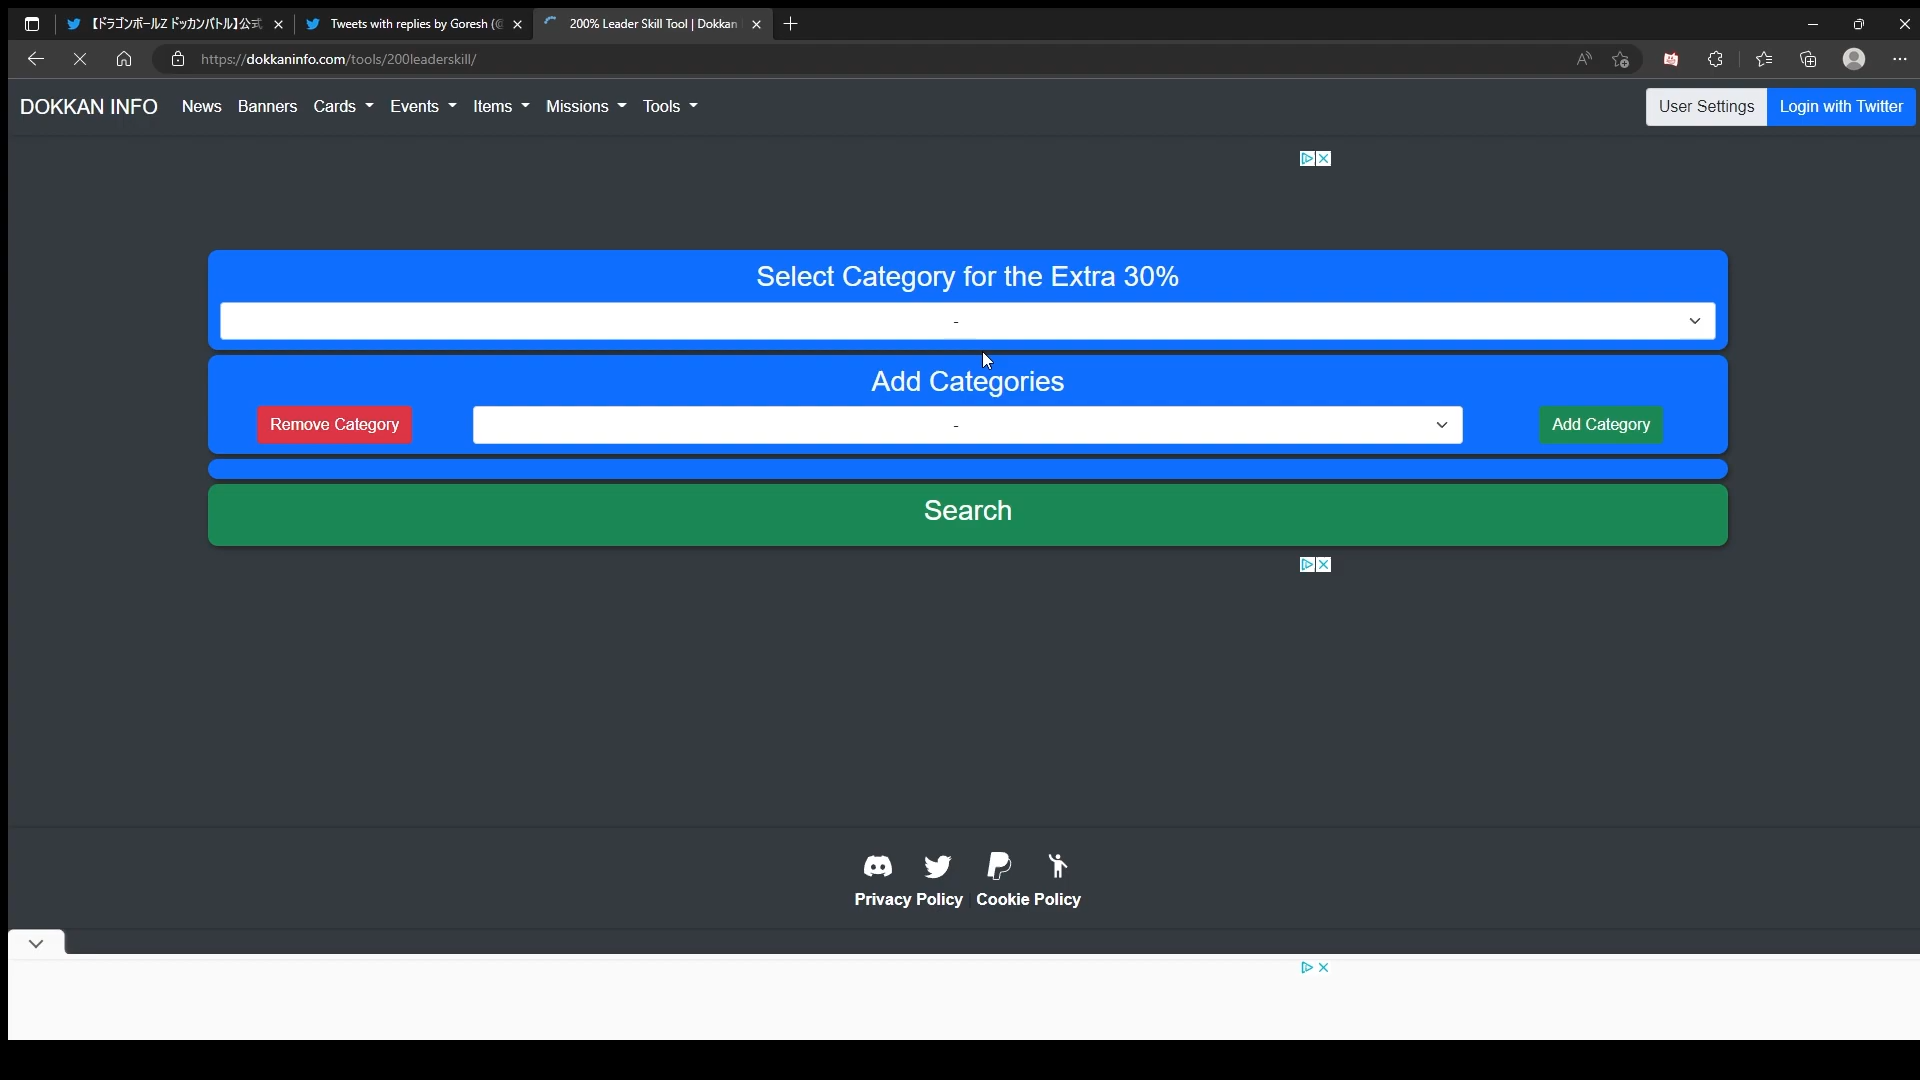 【ドラゴンボールZ ドッカンバトル】公式
Tweets with replies by Goresh (@
200% Leader Skill Tool | Dokkan
https://dokkaninfo.com/tools/200leaderskill/
DOKKAN INFO News Banners Cards Events Items Missions Tools User Settings Login with Twitter
Select Category for the Extra 30%
-
Add Categories
Remove Category - Add Category
Search
Privacy Policy Cookie Policy